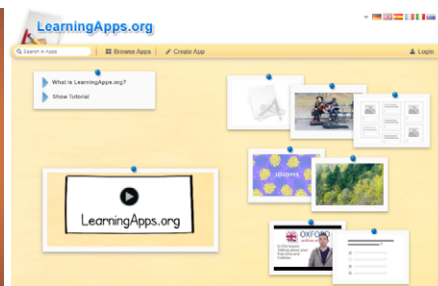 LearningApps.org
Search in Apps
Browse Apps
Create App
Login
What is LearningApps.org?
Show Tutorial
IDIOMS
LearningApps.org
OXFORD